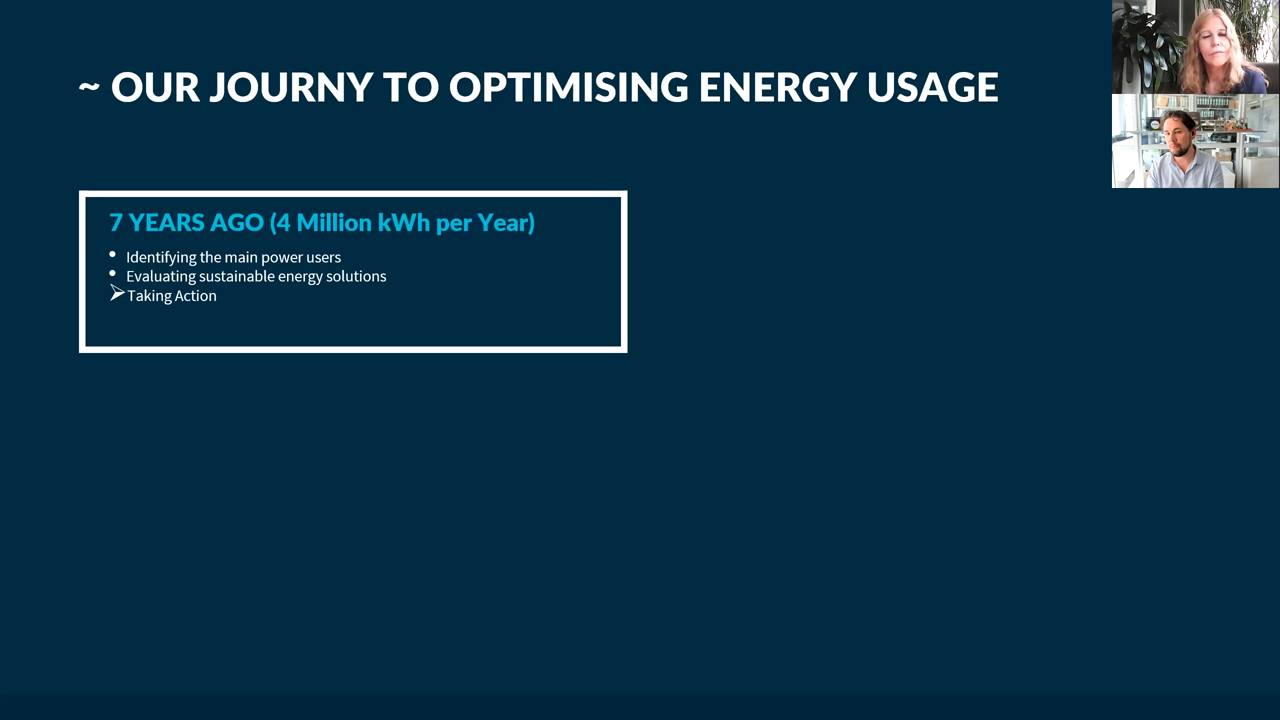 ~ OUR JOURNY TO OPTIMISING ENERGY USAGE
7 YEARS AGO (4 Million kWh per Year)
• Identifying the main power users
• Evaluating sustainable energy solutions
➢ Taking Action